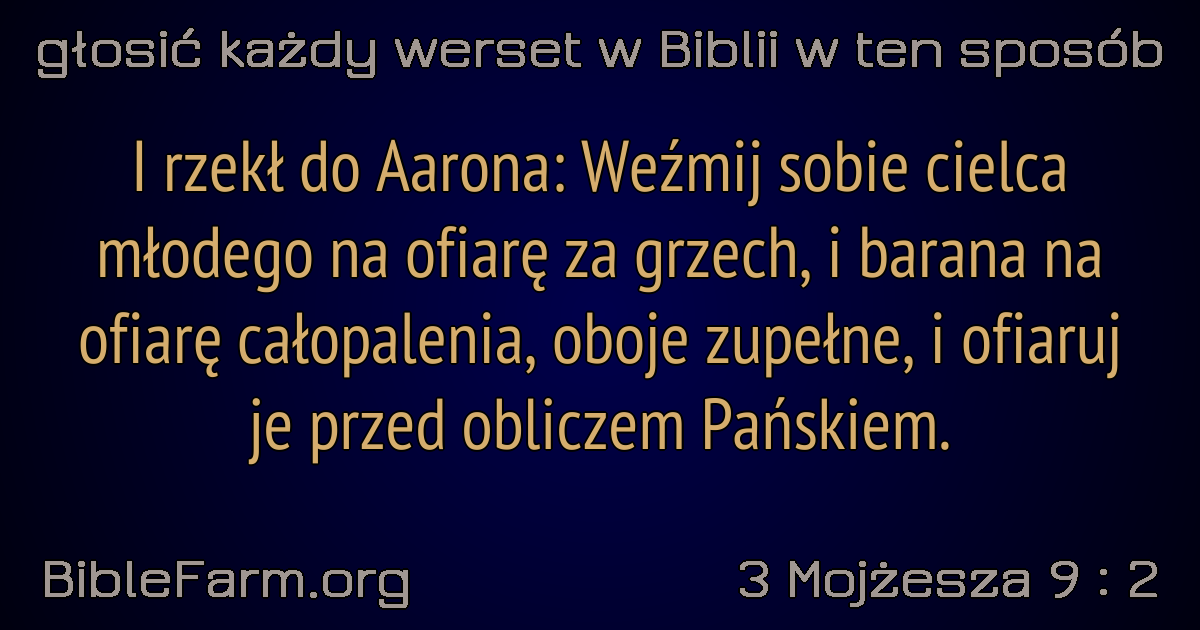 głosić każdy werset w Biblii w ten sposób
I rzekł do Aarona: Weźmij sobie cielca
młodego na ofiarę za grzech, i barana na
ofiarę całopalenia, oboje zupełne, i ofiaruj
je przed obliczem Pańskiem.
BibleFarm.org
3 Mojżesza 9 : 2